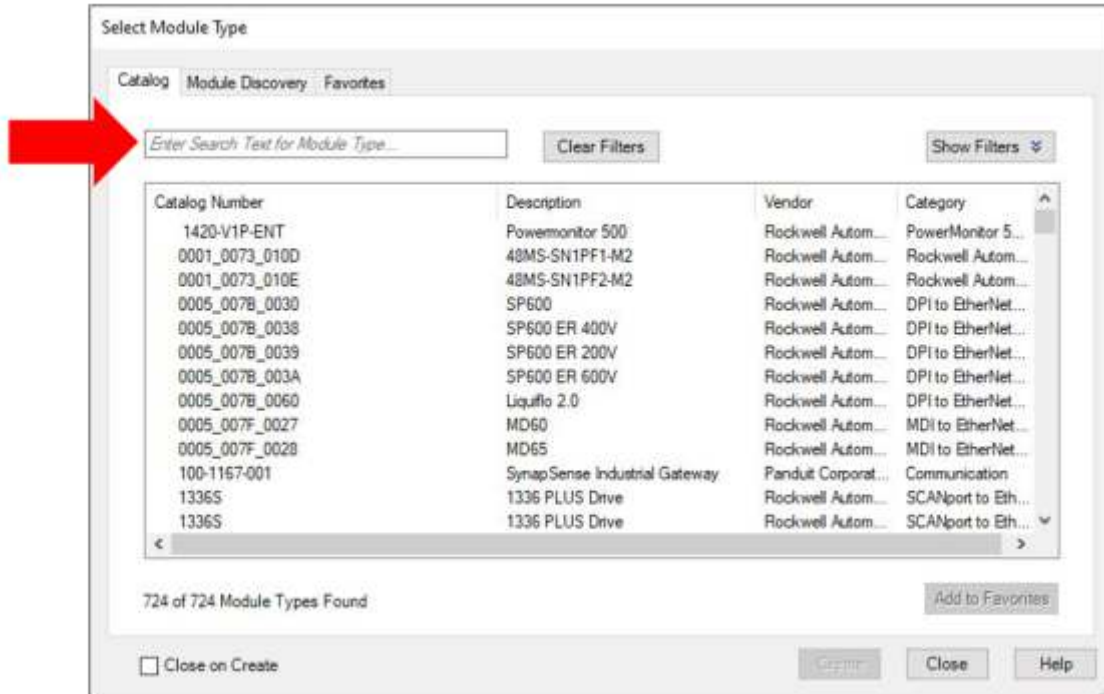 Select Module Type
Catalog Module Discovery Favorites
Enter Search Text for Module Type... Clear Filters Show Filters
Catalog Number Description Vendor Category
1420-V1P-ENT Powermonitor 500 Rockwell Autom... PowerMonitor 5...
0001_0073_010D 48MS-SN1PF1-M2 Rockwell Autom... Rockwell Autom...
0001_0073_010E 48MS-SN1PF2-M2 Rockwell Autom... Rockwell Autom...
0005_007B_0030 SP600 Rockwell Autom... DPI to EtherNet...
0005_007B_0038 SP600 ER 400V Rockwell Autom... DPI to EtherNet...
0005_007B_0039 SP600 ER 200V Rockwell Autom... DPI to EtherNet...
0005_007B_003A SP600 ER 600V Rockwell Autom... DPI to EtherNet...
0005_007B_0060 Liquiflo 2.0 Rockwell Autom... DPI to EtherNet...
0005_007F_0027 MD60 Rockwell Autom... MDI to EtherNet...
0005_007F_0028 MD65 Rockwell Autom... MDI to EtherNet...
100-1167-001 SynapSense Industrial Gateway Panduit Corporat... Communication
1336S 1336 PLUS Drive Rockwell Autom... SCANport to Eth...
1336S 1336 PLUS Drive Rockwell Autom... SCANport to Eth...
724 of 724 Module Types Found Add to Favorites
Close on Create Create Close Help